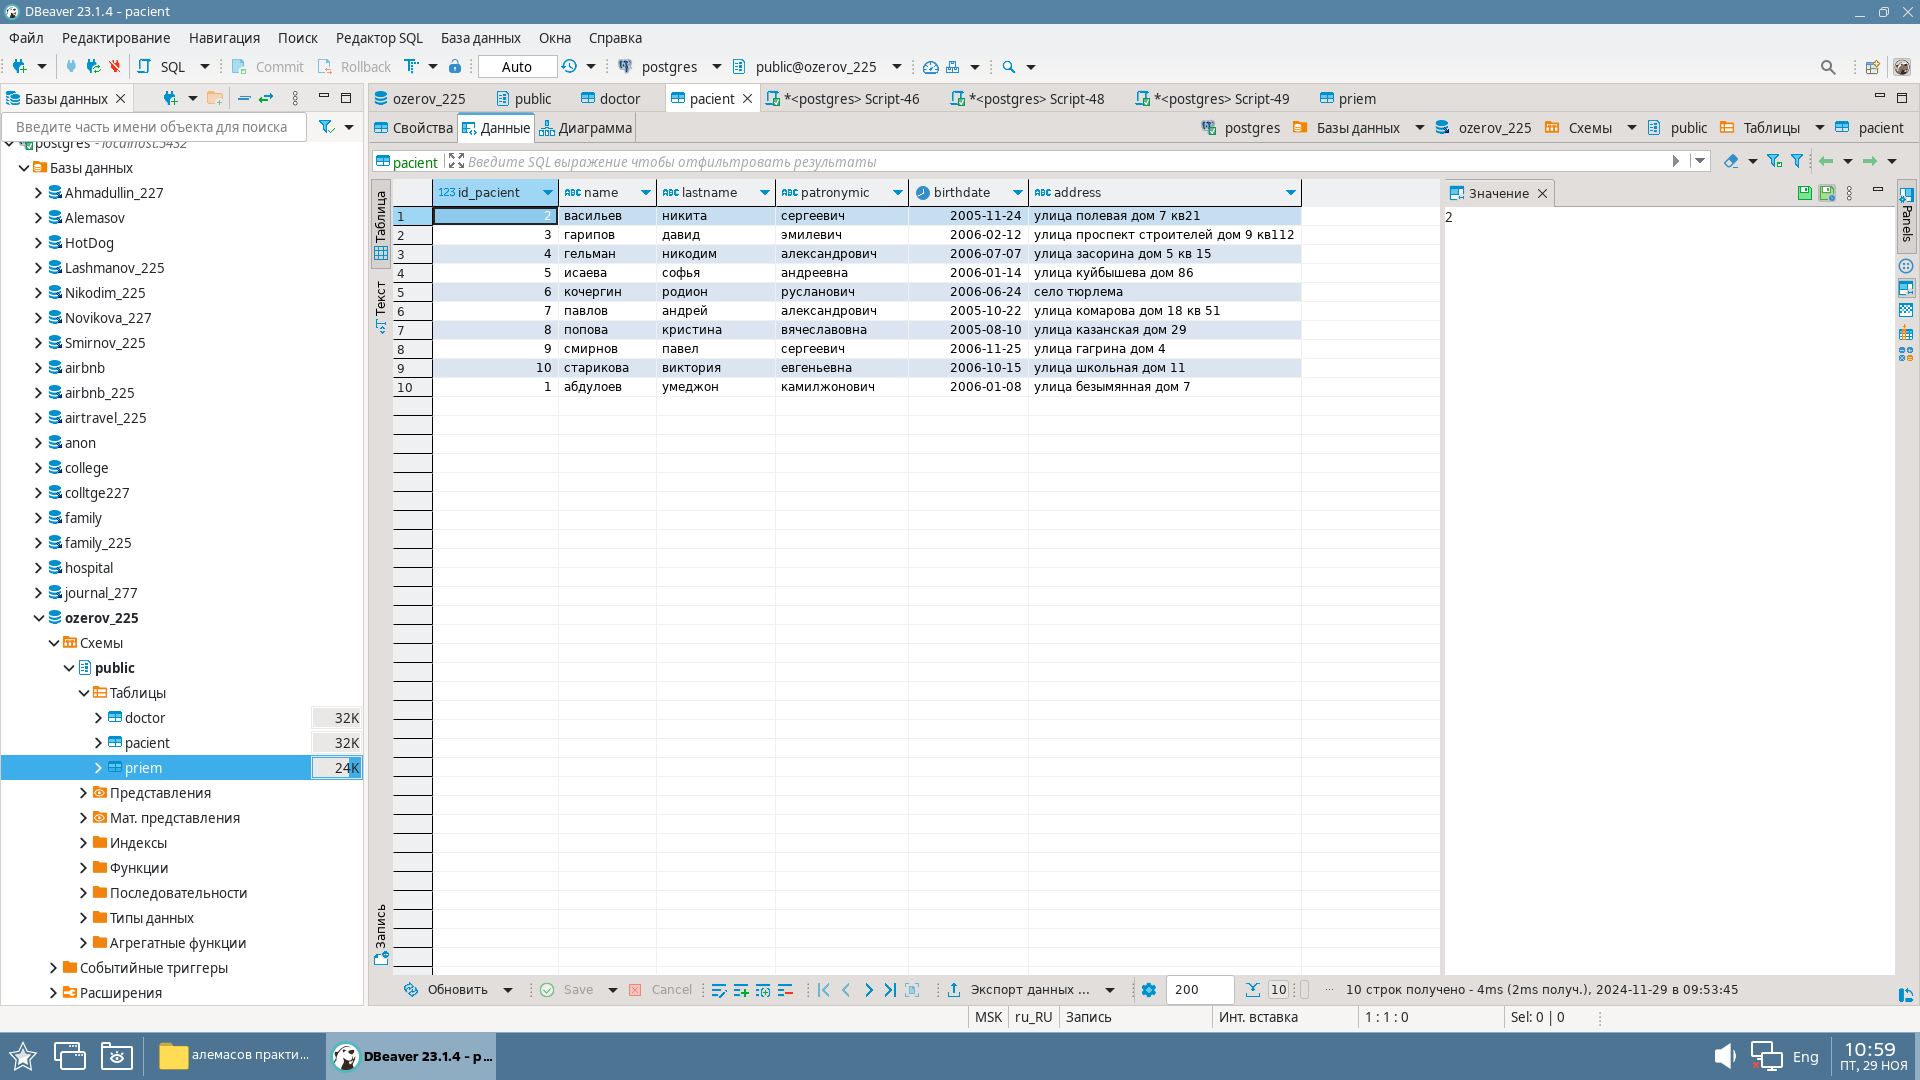 DBeaver 23.1.4 - pacient
Файл Редактирование Навигация Поиск Редактор SQL База данных Окна Справка
SQL Commit Rollback Auto postgres public@ozerov_225
Базы данных ozerov_225 public doctor pacient *<postgres> Script-46 *<postgres> Script-48 *<postgres> Script-49 priem
Введите часть имени объекта для поиска
Свойства Данные Диаграмма postgres Базы данных ozerov_225 Схемы public Таблицы pacient
postgres - localhost:5432
Базы данных
Ahmadullin_227
Alemasov
HotDog
Lashmanov_225
Nikodim_225
Novikova_227
Smirnov_225
airbnb
airbnb_225
airtravel_225
anon
college
colltge227
family
family_225
hospital
journal_277
ozerov_225
Схемы
public
Таблицы
doctor 32K
pacient 32K
priem 24K
Представления
Мат. представления
Индексы
Функции
Последовательности
Типы данных
Агрегатные функции
Событийные триггеры
Расширения
pacient Введите SQL выражение чтобы отфильтровать результаты
Таблица
Текст
Запись
123 id_pacient ABC name ABC lastname ABC patronymic birthdate ABC address
1 2 васильев никита сергеевич 2005-11-24 улица полевая дом 7 кв21
2 3 гарипов давид эмилевич 2006-02-12 улица проспект строителей дом 9 кв112
3 4 гельман никодим александрович 2006-07-07 улица засорина дом 5 кв 15
4 5 исаева софья андреевна 2006-01-14 улица куйбышева дом 86
5 6 кочергин родион русланович 2006-06-24 село тюрлема
6 7 павлов андрей александрович 2005-10-22 улица комарова дом 18 кв 51
7 8 попова кристина вячеславовна 2005-08-10 улица казанская дом 29
8 9 смирнов павел сергеевич 2006-11-25 улица гагрина дом 4
9 10 старикова виктория евгеньевна 2006-10-15 улица школьная дом 11
10 1 абдулоев умеджон камилжонович 2006-01-08 улица безымянная дом 7
Значение
2
Panels
Обновить Save Cancel Экспорт данных ... 200 10 ... 10 строк получено - 4ms (2ms получ.), 2024-11-29 в 09:53:45
MSK ru_RU Запись Инт. вставка 1 : 1 : 0 Sel: 0 | 0
алемасов практи... DBeaver 23.1.4 - p... Eng 10:59
ПТ, 29 НОЯ